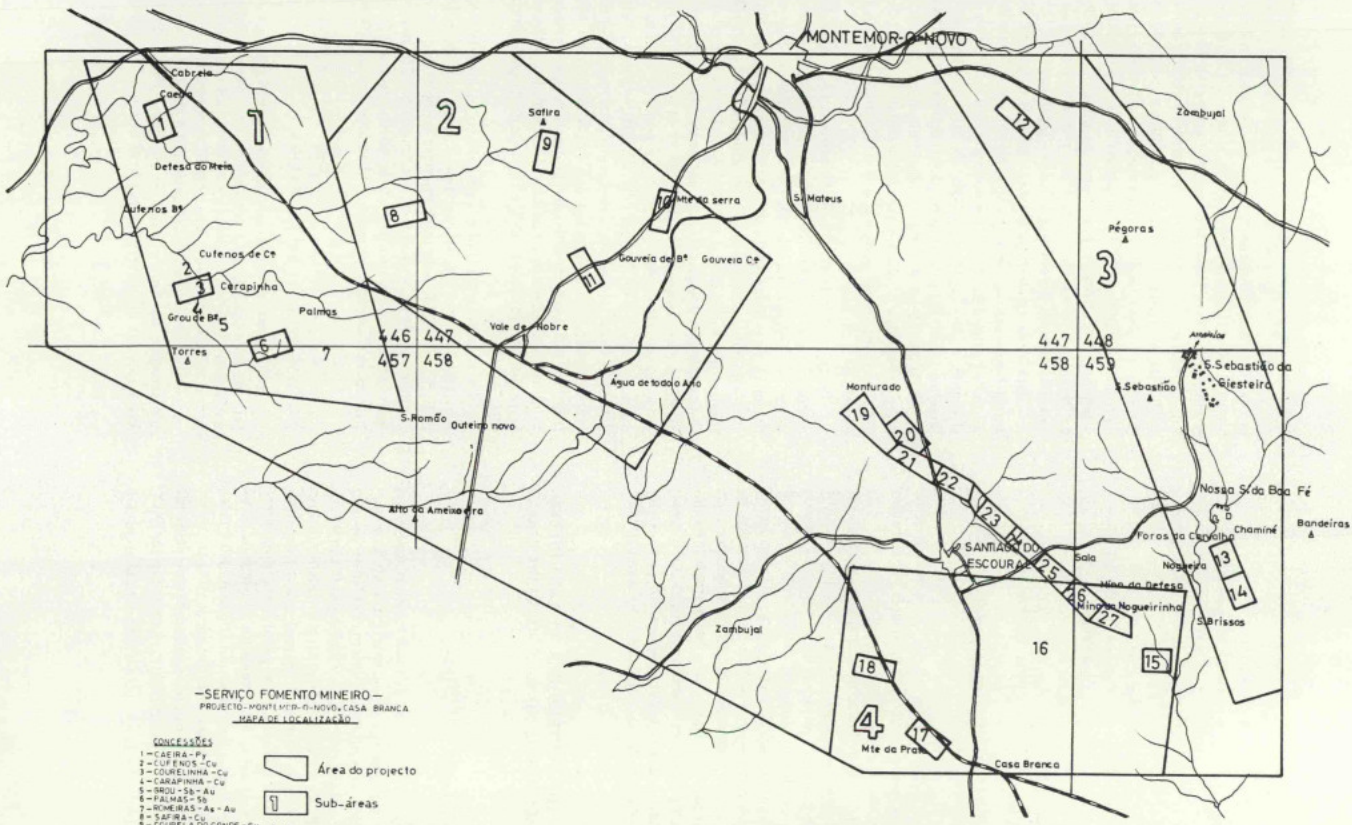 MONTEMOR-O-NOVO
Cabrela
Caeira
1
1
2
Safira
9
12
Zambujal
Defesa do Meio
8
10
Mte da serra
S. Mateus
Cufenos Bº
Pégoras
3
Cufenos de Cª
2
3
Carapinha
4
5
11
Gouveia de Bª
Gouveia Cª
Palmas
6
7
Torres
Vale de Nobre
446 447
457 458
447 448
458 459
S. Sebastião da
Giesteira
S. Sebastião
Água de todo o Ano
Monfurado
19
20
21
22
23
S. Romão
Outeiro novo
Nossa S. da Boa Fé
Alto da Ameixoeira
Chaminé
Bandeiras
Foros da Carvalha
SANTIAGO DO
ESCOURAL
Sala
Nogueira
13
14
25
26
27
Mina da Defesa
Mina da Nogueirinha
S. Brissos
Zambujal
16
15
18
4
17
Mte da Prata
Casa Branca
—SERVIÇO FOMENTO MINEIRO—
PROJECTO-MONTEMOR-O-NOVO, CASA BRANCA
MAPA DE LOCALIZAÇÃO
CONCESSÕES
1 - CAEIRA - Py
2 - CUFENOS - Cu
3 - COURELINHA - Cu
4 - CARAPINHA - Cu
5 - GROU - Sb - Au
6 - PALMAS - Sb
7 - ROMEIRAS - As - Au
8 - SAFIRA - Cu
Área do projecto
1
Sub-áreas